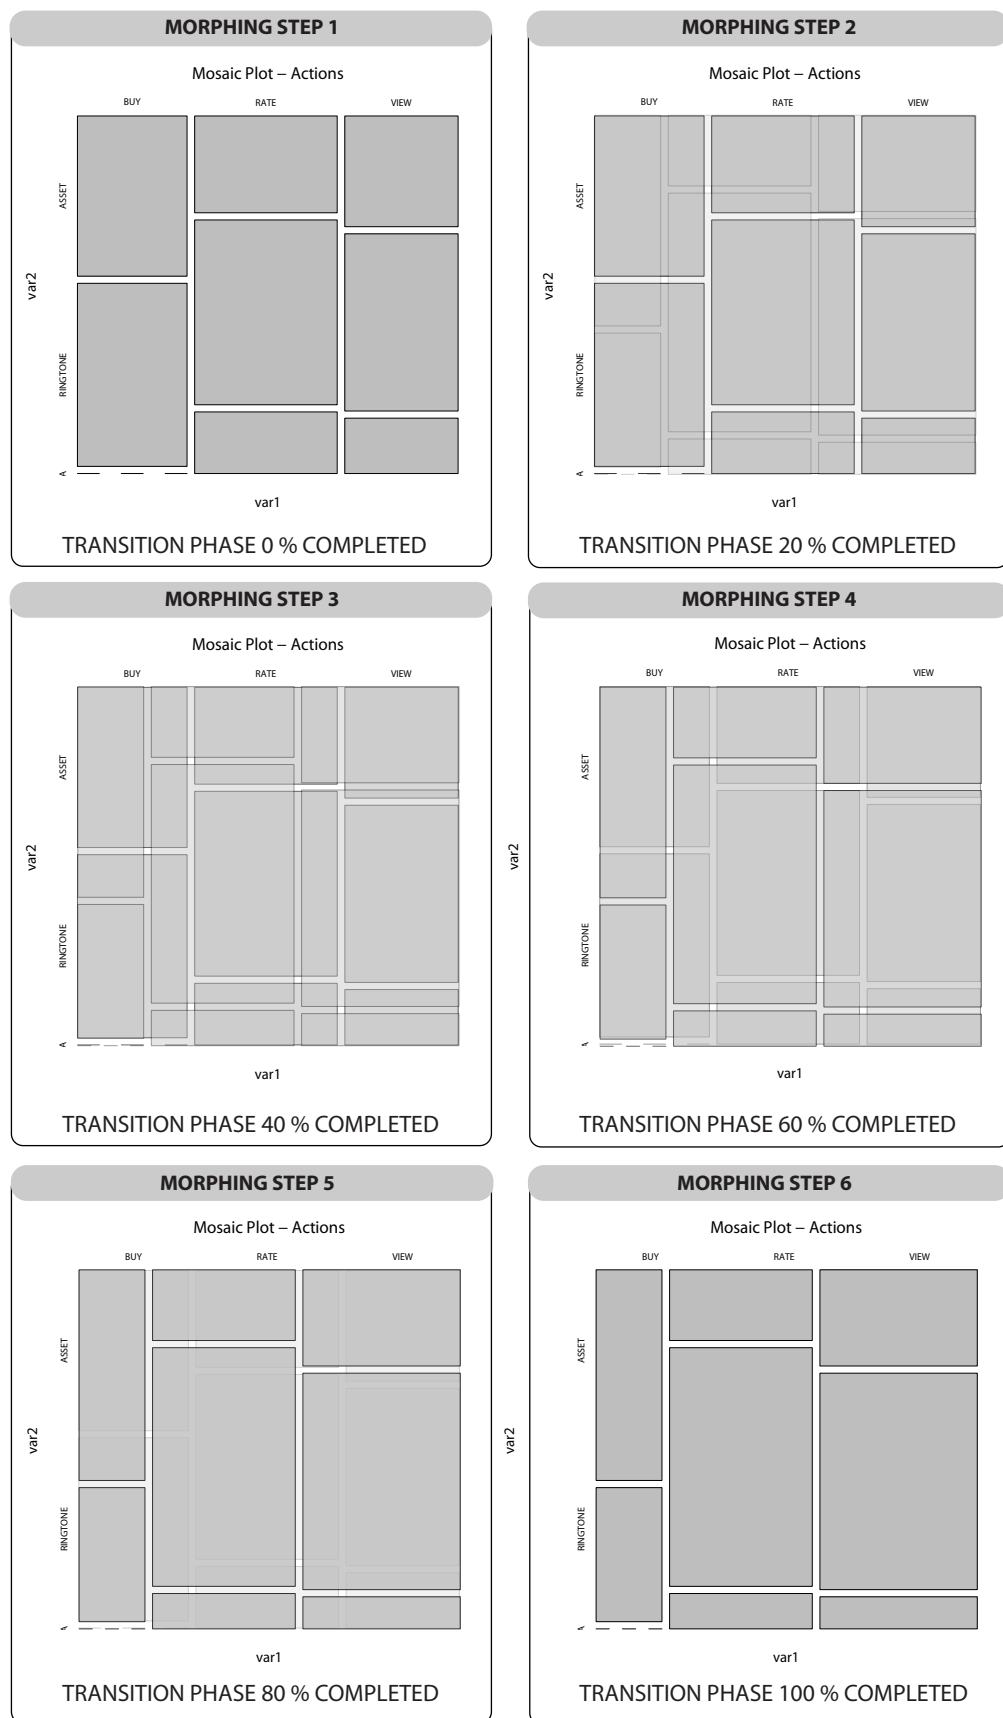 MORPHING STEP 1
Mosaic Plot – Actions
BUY RATE VIEW
ASSET
var2
RINGTONE
A
var1
TRANSITION PHASE 0 % COMPLETED
MORPHING STEP 2
Mosaic Plot – Actions
BUY RATE VIEW
ASSET
var2
RINGTONE
A
var1
TRANSITION PHASE 20 % COMPLETED
MORPHING STEP 3
Mosaic Plot – Actions
BUY RATE VIEW
ASSET
var2
RINGTONE
A
var1
TRANSITION PHASE 40 % COMPLETED
MORPHING STEP 4
Mosaic Plot – Actions
BUY RATE VIEW
ASSET
var2
RINGTONE
A
var1
TRANSITION PHASE 60 % COMPLETED
MORPHING STEP 5
Mosaic Plot – Actions
BUY RATE VIEW
ASSET
var2
RINGTONE
A
var1
TRANSITION PHASE 80 % COMPLETED
MORPHING STEP 6
Mosaic Plot – Actions
BUY RATE VIEW
ASSET
var2
RINGTONE
A
var1
TRANSITION PHASE 100 % COMPLETED